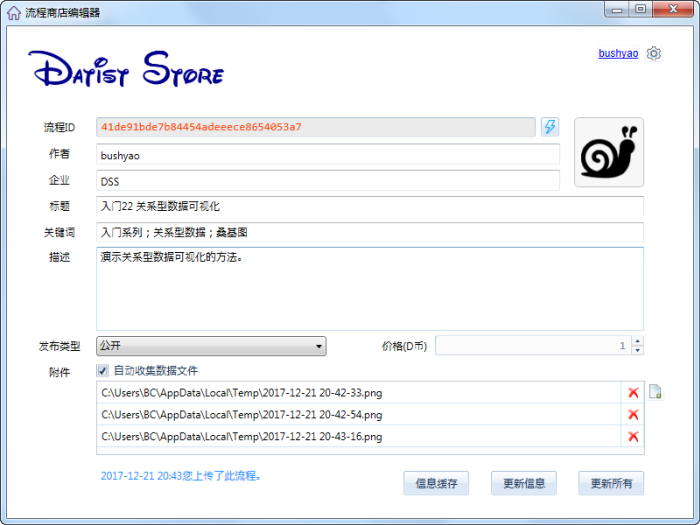 流程商店编辑器
bushyao
Datist Store
流程ID 41de91bde7b84454adeeece8654053a7
作者 bushyao
企业 DSS
标题 入门22 关系型数据可视化
关键词 入门系列；关系型数据；桑基图
描述 演示关系型数据可视化的方法。
发布类型 公开 价格(D币) 1
附件 自动收集数据文件
C:\Users\BC\AppData\Local\Temp\2017-12-21 20-42-33.png
C:\Users\BC\AppData\Local\Temp\2017-12-21 20-42-54.png
C:\Users\BC\AppData\Local\Temp\2017-12-21 20-43-16.png
2017-12-21 20:43您上传了此流程。 信息缓存 更新信息 更新所有